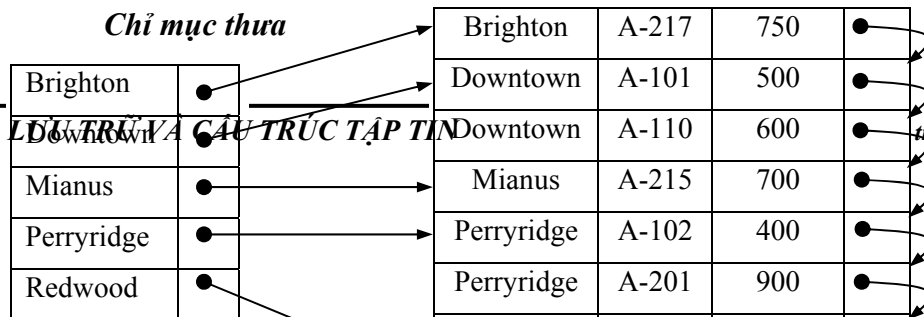 Chỉ mục thưa
Brighton A-217 750
Brighton
Downtown A-101 500
LƯU TRỮ VÀ CẤU TRÚC TẬP TIN
Downtown
Downtown A-110 600
Mianus
Mianus A-215 700
Perryridge
Perryridge A-102 400
Redwood
Perryridge A-201 900